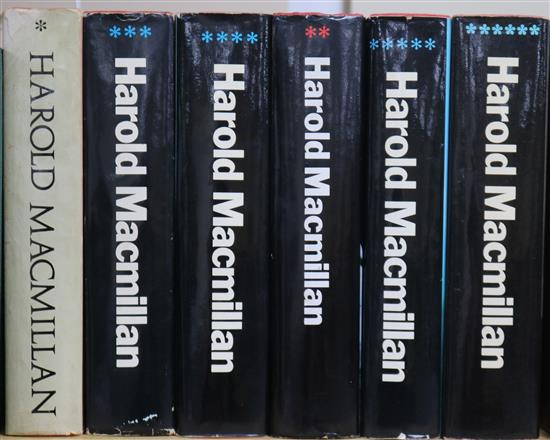 *
HAROLD MACMILLAN
***
Harold Macmillan
****
Harold Macmillan
**
Harold Macmillan
*****
Harold Macmillan
******
Harold Macmillan